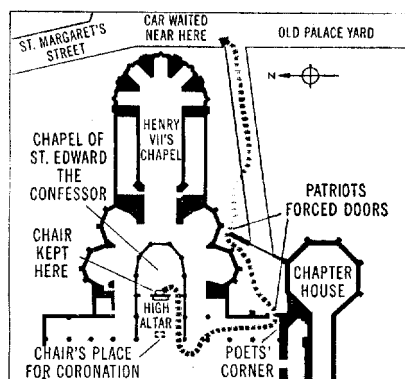 CAR WAITED
NEAR HERE
ST. MARGARET'S
STREET
OLD PALACE YARD
N
HENRY
VII'S
CHAPEL
CHAPEL OF
ST. EDWARD
THE
CONFESSOR
PATRIOTS
FORCED DOORS
CHAIR
KEPT
HERE
CHAPTER
HOUSE
HIGH
ALTAR
CHAIR'S PLACE
FOR CORONATION
POETS'
CORNER